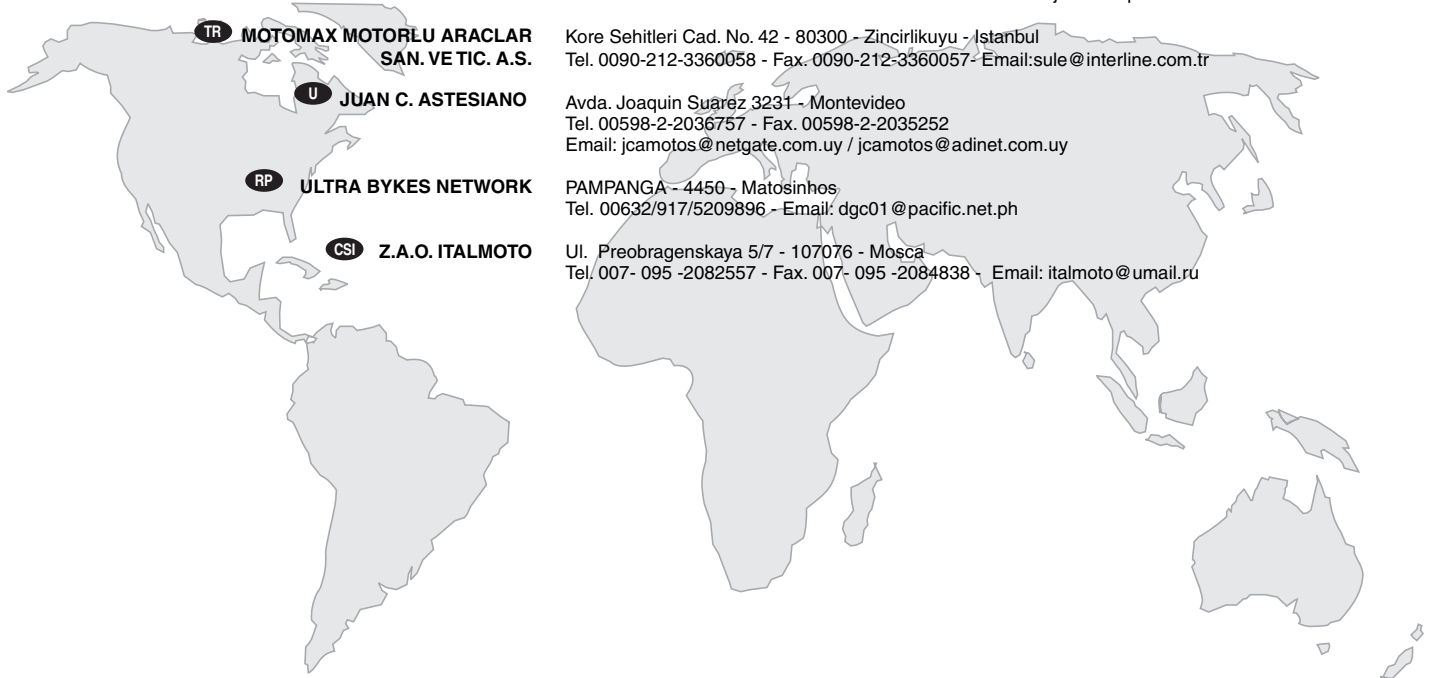 TR MOTOMAX MOTORLU ARACLAR
SAN. VE TIC. A.S.
Kore Sehitleri Cad. No. 42 - 80300 - Zincirlikuyu - Istanbul
Tel. 0090-212-3360058 - Fax. 0090-212-3360057- Email:sule@interline.com.tr
U JUAN C. ASTESIANO
Avda. Joaquin Suarez 3231 - Montevideo
Tel. 00598-2-2036757 - Fax. 00598-2-2035252
Email: jcamotos@netgate.com.uy / jcamotos@adinet.com.uy
RP ULTRA BYKES NETWORK
PAMPANGA - 4450 - Matosinhos
Tel. 00632/917/5209896 - Email: dgc01@pacific.net.ph
CSI Z.A.O. ITALMOTO
Ul. Preobragenskaya 5/7 - 107076 - Mosca
Tel. 007- 095 -2082557 - Fax. 007- 095 -2084838 - Email: italmoto@umail.ru